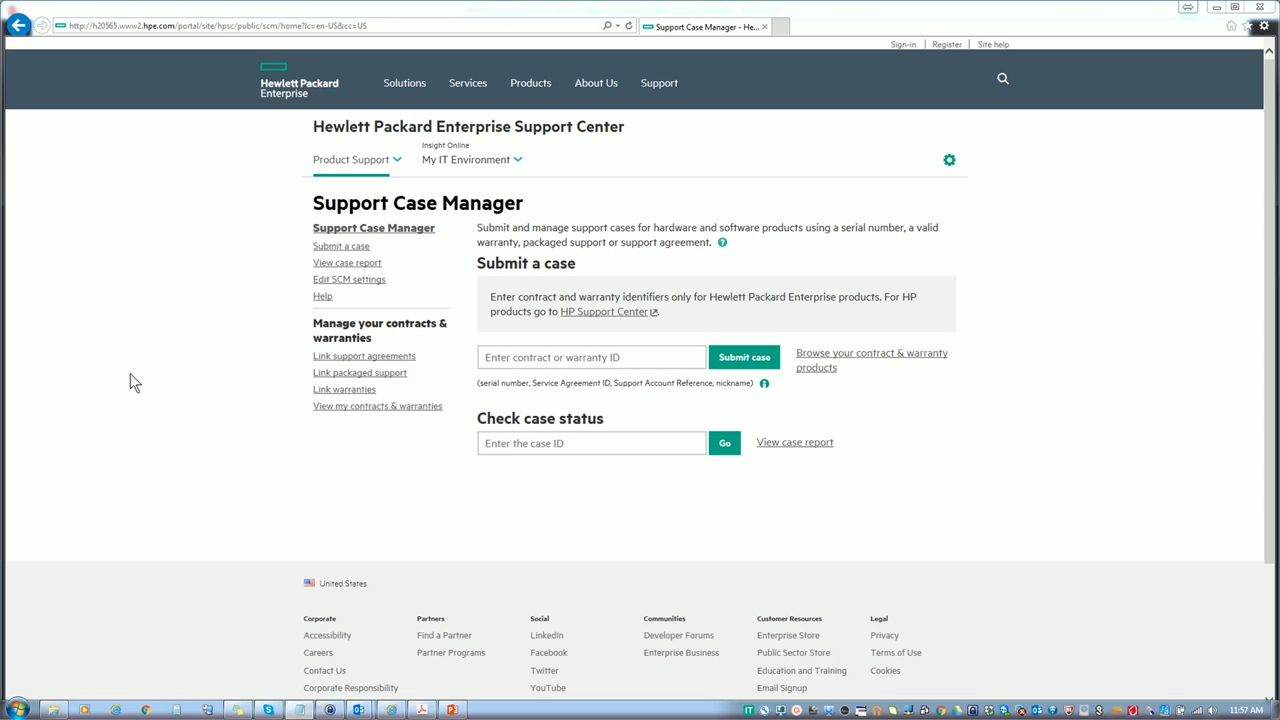 http://h20565.www2.hpe.com/portal/site/hpsc/public/scm/home?lc=en-US&cc=US
Support Case Manager - He...
Sign-in | Register | Site help
Hewlett Packard
Enterprise
Solutions
Services
Products
About Us
Support
Hewlett Packard Enterprise Support Center
Insight Online
Product Support
My IT Environment
Support Case Manager
Support Case Manager
Submit a case
View case report
Edit SCM settings
Help
Manage your contracts &
warranties
Link support agreements
Link packaged support
Link warranties
View my contracts & warranties
Submit and manage support cases for hardware and software products using a serial number, a valid
warranty, packaged support or support agreement.
Submit a case
Enter contract and warranty identifiers only for Hewlett Packard Enterprise products. For HP
products go to HP Support Center.
Enter contract or warranty ID
Submit case
Browse your contract & warranty
products
(serial number, Service Agreement ID, Support Account Reference, nickname)
Check case status
Enter the case ID
Go
View case report
United States
Corporate
Accessibility
Careers
Contact Us
Corporate Responsibility
Partners
Find a Partner
Partner Programs
Social
LinkedIn
Facebook
Twitter
YouTube
Communities
Developer Forums
Enterprise Business
Customer Resources
Enterprise Store
Public Sector Store
Education and Training
Email Signup
Legal
Privacy
Terms of Use
Cookies
IT
11:57 AM